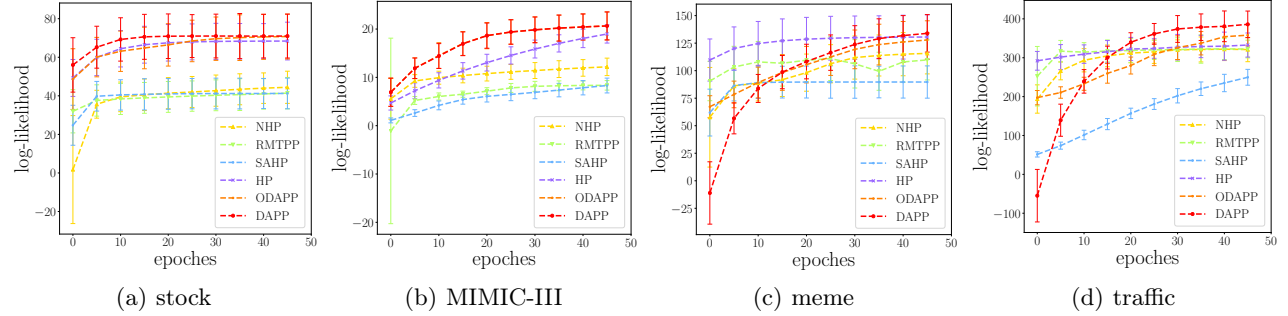 log-likelihood
80
60
40
20
0
−20
0
10
20
30
40
50
epoches
NHP
RMTPP
SAHP
HP
ODAPP
DAPP
(a) stock
log-likelihood
20
10
0
−10
−20
0
10
20
30
40
50
epoches
NHP
RMTPP
SAHP
HP
ODAPP
DAPP
(b) MIMIC-III
log-likelihood
150
125
100
75
50
25
0
−25
0
10
20
30
40
50
epoches
NHP
RMTPP
SAHP
HP
ODAPP
DAPP
(c) meme
log-likelihood
400
300
200
100
0
−100
0
10
20
30
40
50
epoches
NHP
RMTPP
SAHP
HP
ODAPP
DAPP
(d) traffic